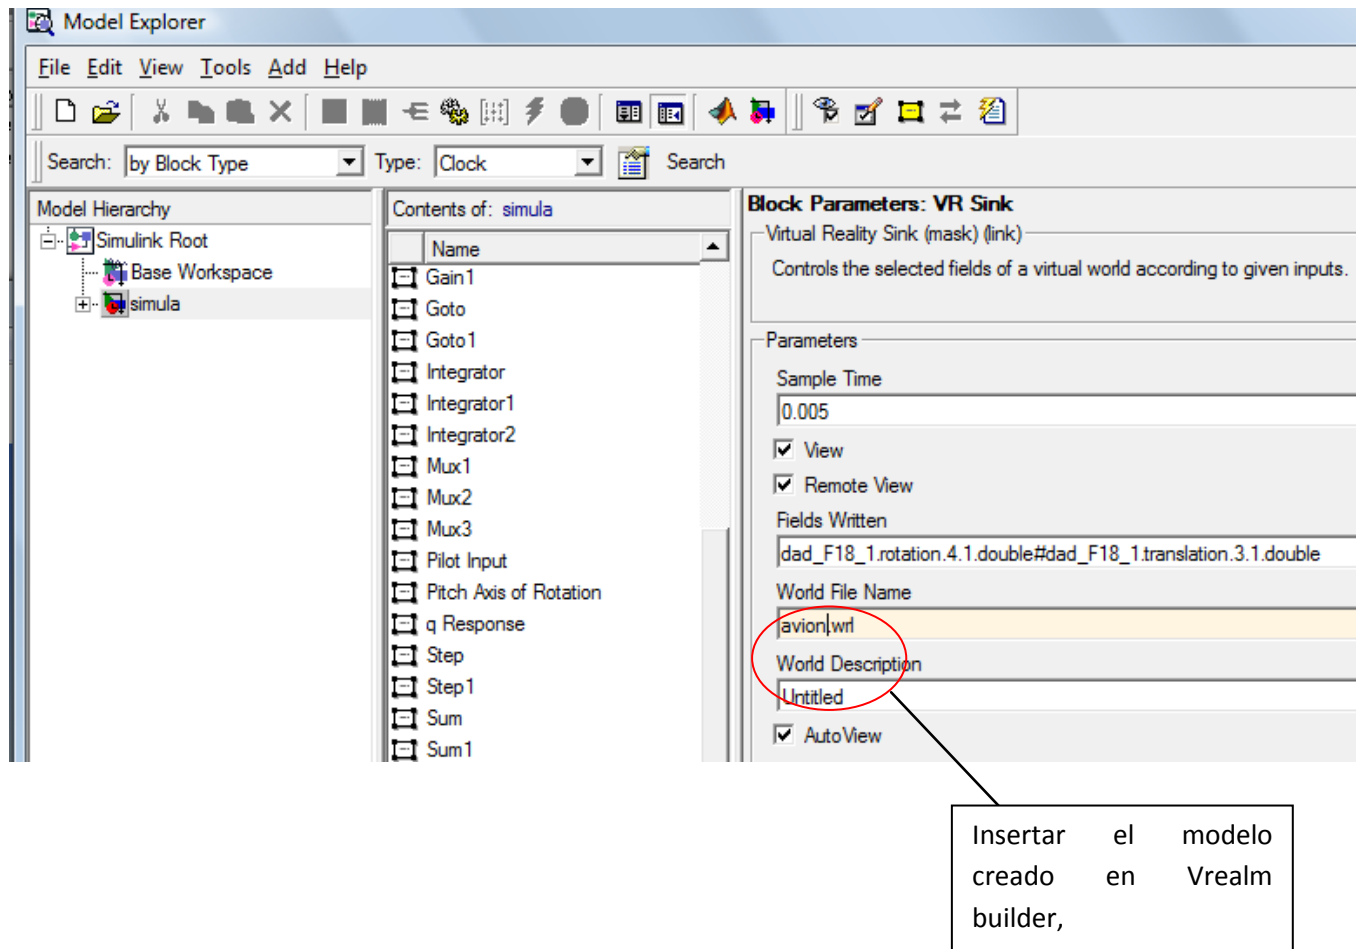 Model Explorer
File Edit View Tools Add Help
Search: by Block Type Type: Clock Search
Model Hierarchy
Simulink Root
Base Workspace
simula
Contents of: simula
Name
Gain1
Goto
Goto1
Integrator
Integrator1
Integrator2
Mux1
Mux2
Mux3
Pilot Input
Pitch Axis of Rotation
q Response
Step
Step1
Sum
Sum1
Block Parameters: VR Sink
Virtual Reality Sink (mask) (link)
Controls the selected fields of a virtual world according to given inputs.
Parameters
Sample Time
0.005
View
Remote View
Fields Written
dad_F18_1.rotation.4.1.double#dad_F18_1.translation.3.1.double
World File Name
avion.wrl
World Description
Untitled
AutoView
Insertar el modelo
creado en Vrealm
builder,